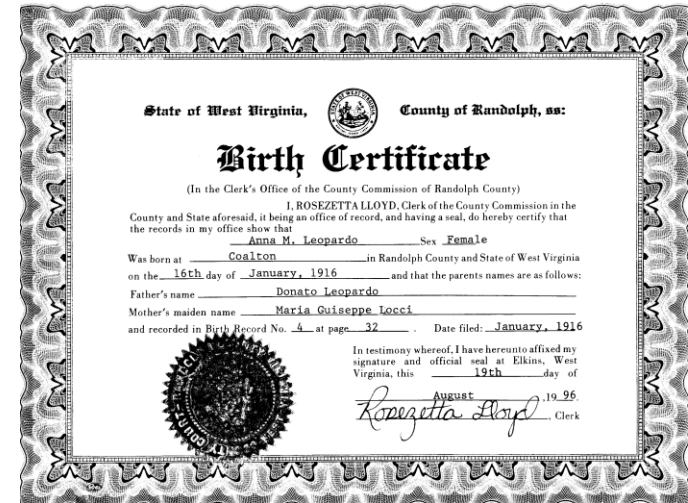 State of West Virginia, County of Randolph, ss:
Birth Certificate
(In the Clerk's Office of the County Commission of Randolph County)
I, ROSEZETTA LLOYD, Clerk of the County Commission in the
County and State aforesaid, it being an office of record, and having a seal, do hereby certify that
the records in my office show that
Anna M. Leopardo Sex Female
Was born at Coalton in Randolph County and State of West Virginia
on the 16th day of January, 1916 and that the parents names are as follows:
Father's name Donato Leopardo
Mother's maiden name Maria Guiseppe Locci
and recorded in Birth Record No. 4 at page 32 . Date filed: January, 1916
In testimony whereof, I have hereunto affixed my
signature and official seal at Elkins, West
Virginia, this 19th day of
August , 19 96.
Rosezetta Lloyd , Clerk